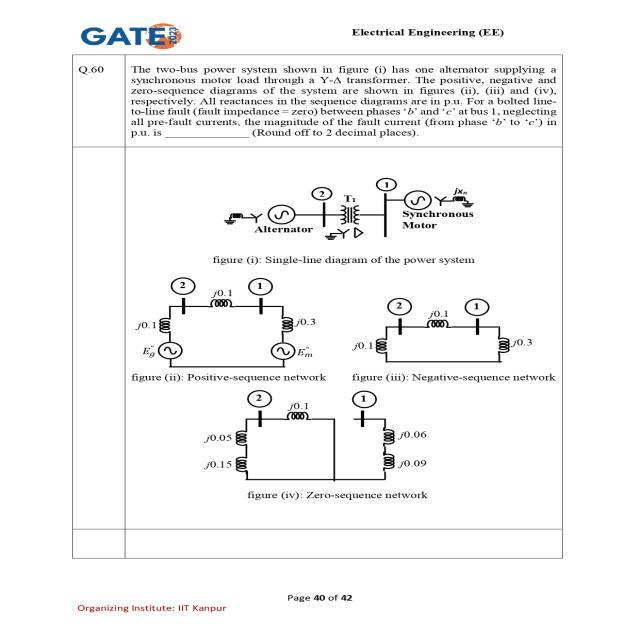 GATE 2023
Electrical Engineering (EE)
Q.60
The two-bus power system shown in figure (i) has one alternator supplying a
synchronous motor load through a Y-Δ transformer. The positive, negative and
zero-sequence diagrams of the system are shown in figures (ii), (iii) and (iv),
respectively. All reactances in the sequence diagrams are in p.u. For a bolted line-
to-line fault (fault impedance = zero) between phases ‘b’ and ‘c’ at bus 1, neglecting
all pre-fault currents, the magnitude of the fault current (from phase ‘b’ to ‘c’) in
p.u. is ______________ (Round off to 2 decimal places).
2 T₁ 1 jxₙ
Alternator
Synchronous
Motor
figure (i): Single-line diagram of the power system
2 j0.1 1
j0.1 j0.3
E"g E"m
figure (ii): Positive-sequence network
2 j0.1 1
j0.1 j0.3
figure (iii): Negative-sequence network
2 j0.1 1
j0.05 j0.06
j0.15 j0.09
figure (iv): Zero-sequence network
Page 40 of 42
Organizing Institute: IIT Kanpur